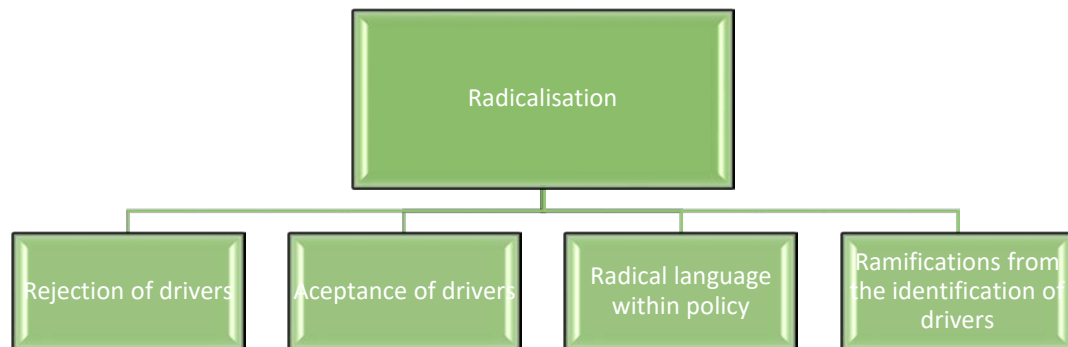 Radicalisation
Rejection of drivers
Aceptance of drivers
Radical language
within policy
Ramifications from
the identification of
drivers